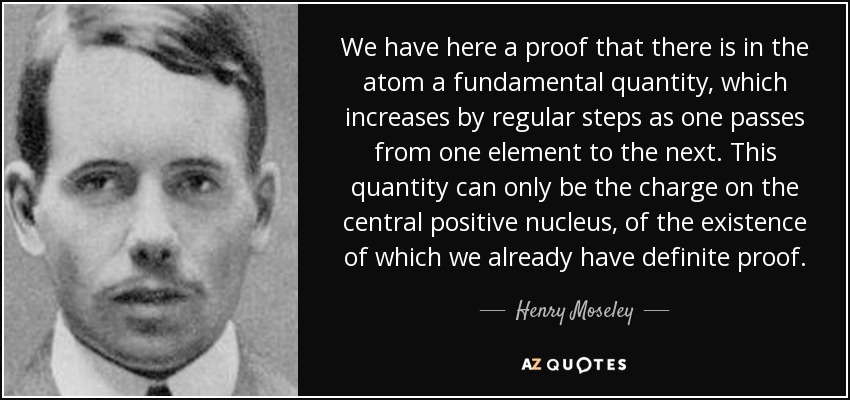 We have here a proof that there is in the
atom a fundamental quantity, which
increases by regular steps as one passes
from one element to the next. This
quantity can only be the charge on the
central positive nucleus, of the existence
of which we already have definite proof.
Henry Moseley
AZ QUOTES